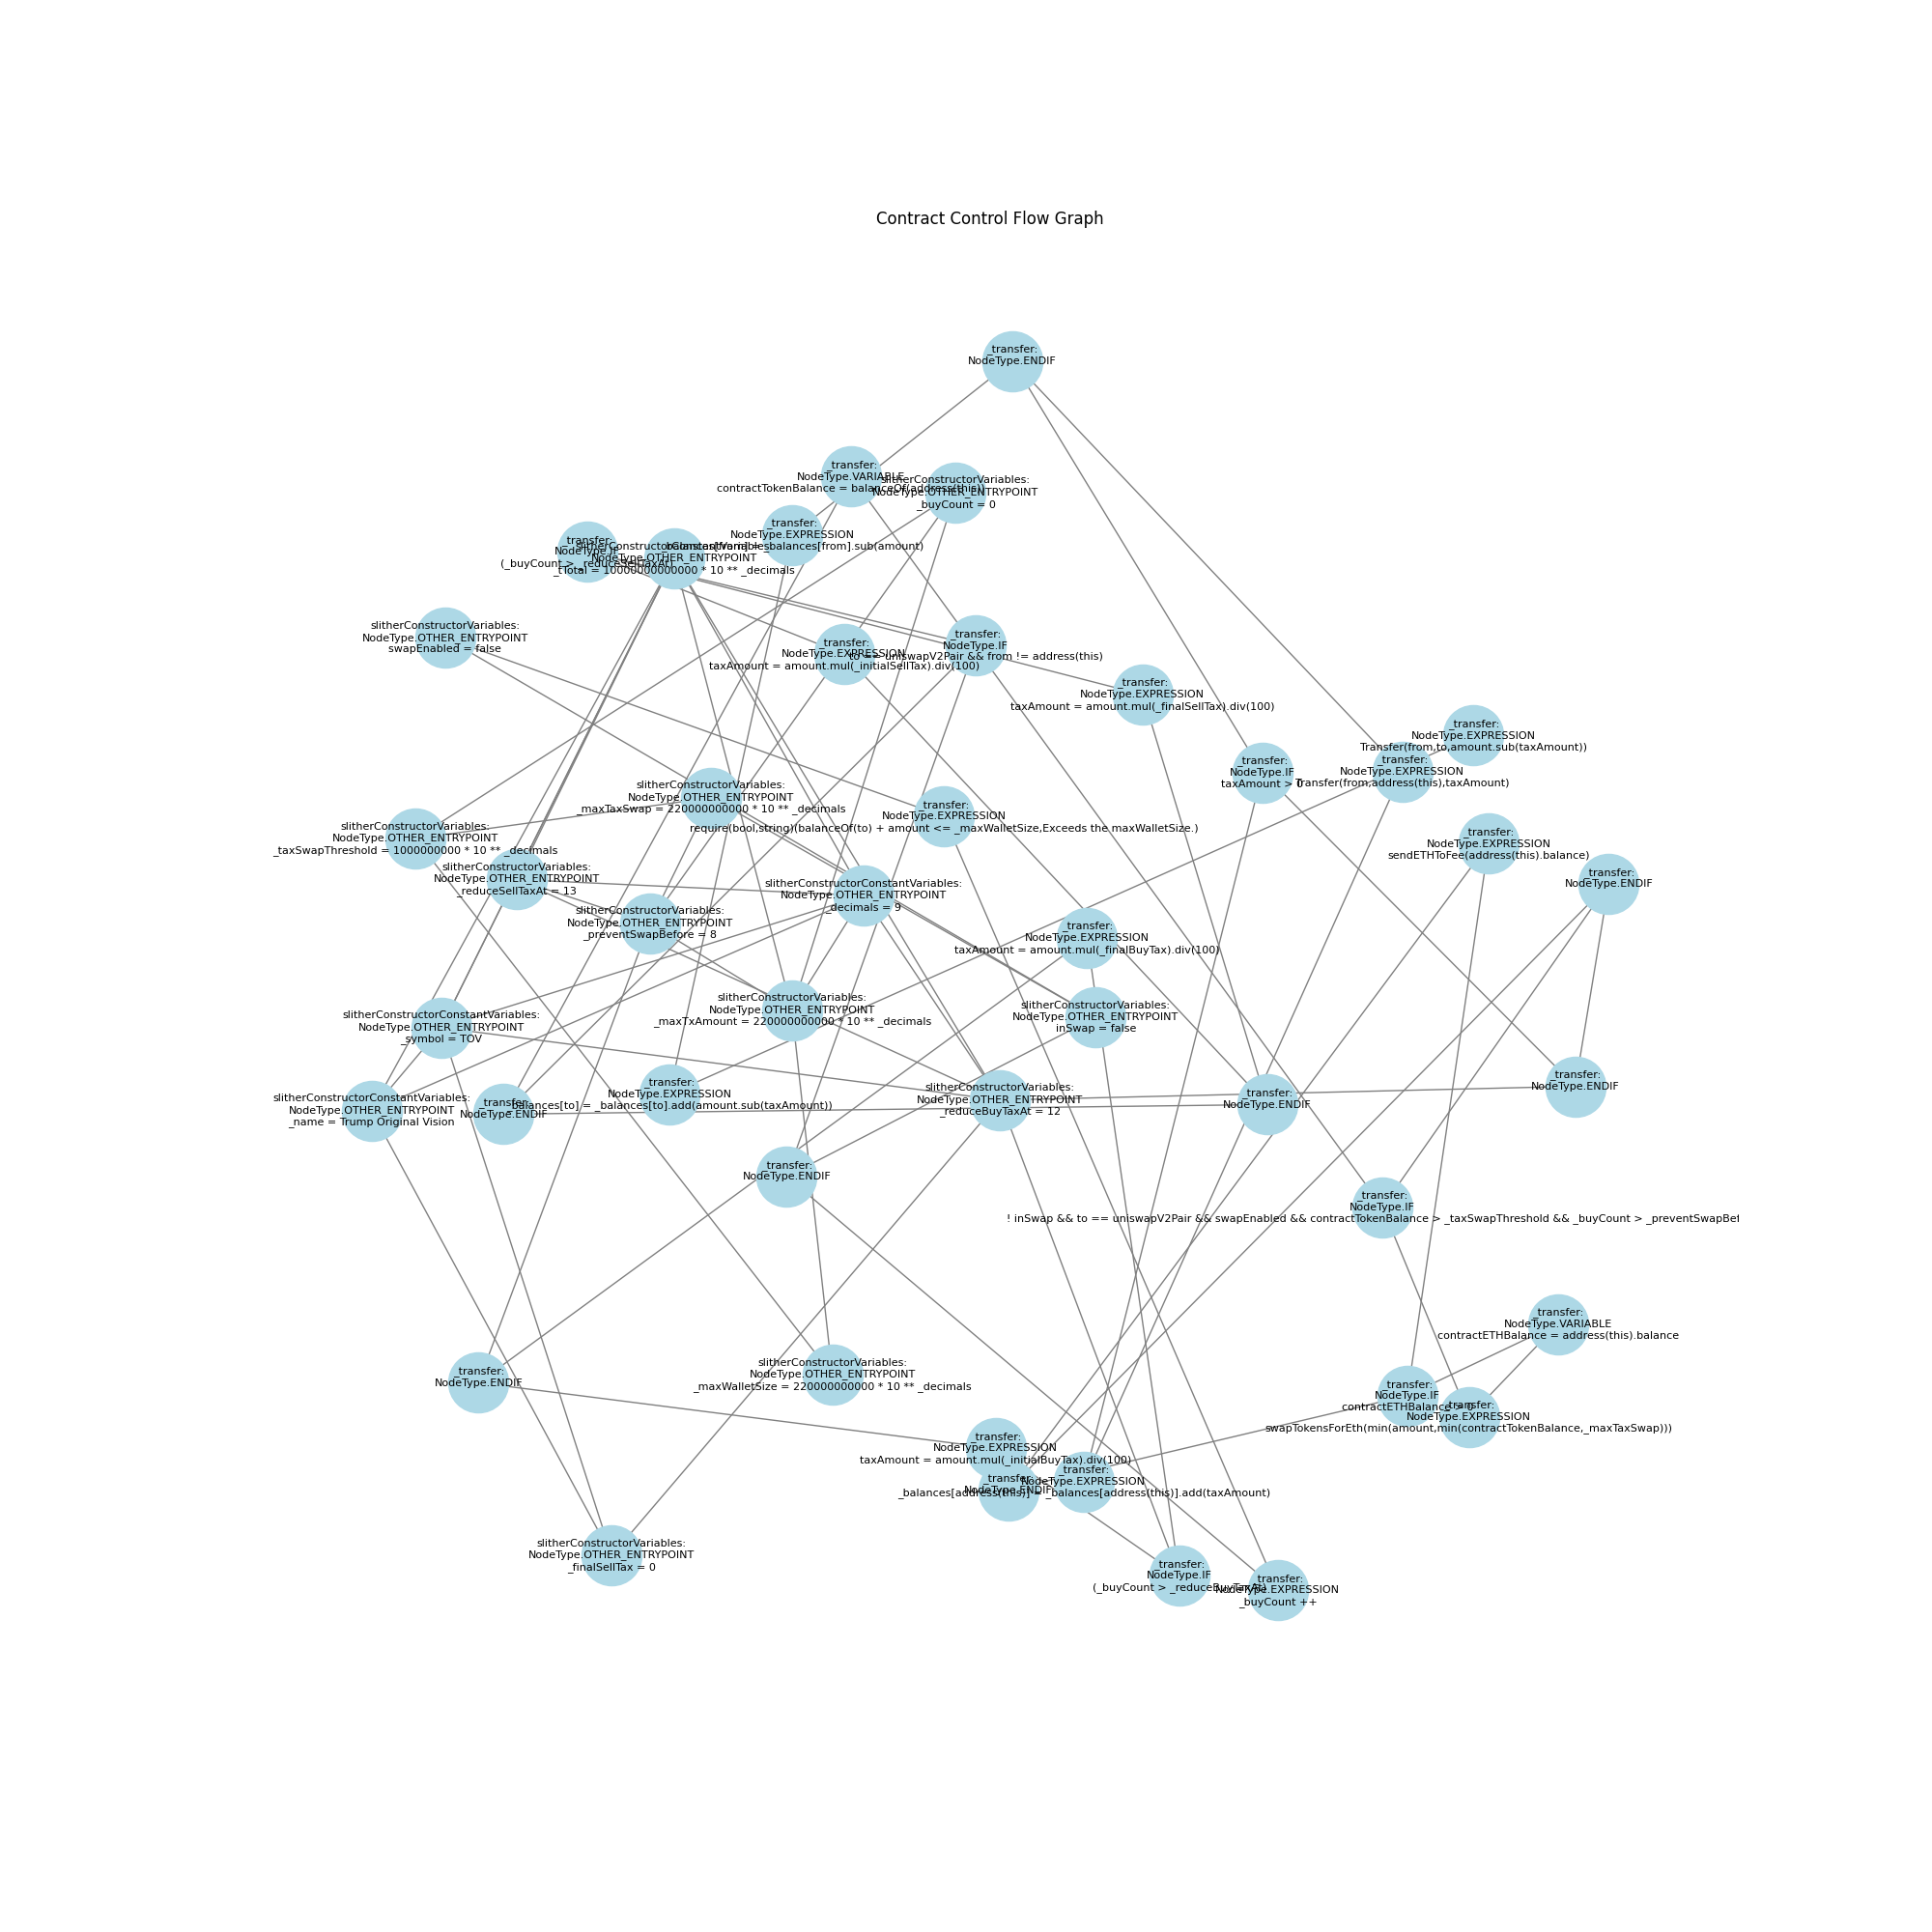 Contract Control Flow Graph
_transfer:
NodeType.ENDIF
_transfer:
NodeType.VARIABLE
contractTokenBalance = balanceOf(address(this))
slitherConstructorVariables:
NodeType.OTHER_ENTRYPOINT
_buyCount = 0
_transfer:
NodeType.EXPRESSION
_balances[from] = _balances[from].sub(amount)
_transfer:
NodeType.IF
(_buyCount > _reduceSellTaxAt)
slitherConstructorConstantVariables:
NodeType.OTHER_ENTRYPOINT
_tTotal = 10000000000000 * 10 ** _decimals
slitherConstructorVariables:
NodeType.OTHER_ENTRYPOINT
swapEnabled = false
_transfer:
NodeType.EXPRESSION
taxAmount = amount.mul(_initialSellTax).div(100)
_transfer:
NodeType.IF
to == uniswapV2Pair && from != address(this)
_transfer:
NodeType.EXPRESSION
taxAmount = amount.mul(_finalSellTax).div(100)
_transfer:
NodeType.EXPRESSION
Transfer(from,to,amount.sub(taxAmount))
_transfer:
NodeType.IF
taxAmount > 0
_transfer:
NodeType.EXPRESSION
Transfer(from,address(this),taxAmount)
slitherConstructorVariables:
NodeType.OTHER_ENTRYPOINT
_maxTaxSwap = 220000000000 * 10 ** _decimals
_transfer:
NodeType.EXPRESSION
require(bool,string)(balanceOf(to) + amount <= _maxWalletSize,Exceeds the maxWalletSize.)
slitherConstructorVariables:
NodeType.OTHER_ENTRYPOINT
_taxSwapThreshold = 1000000000 * 10 ** _decimals
_transfer:
NodeType.EXPRESSION
sendETHToFee(address(this).balance)
slitherConstructorVariables:
NodeType.OTHER_ENTRYPOINT
_reduceSellTaxAt = 13
slitherConstructorConstantVariables:
NodeType.OTHER_ENTRYPOINT
_decimals = 9
_transfer:
NodeType.ENDIF
slitherConstructorVariables:
NodeType.OTHER_ENTRYPOINT
_preventSwapBefore = 8
_transfer:
NodeType.EXPRESSION
taxAmount = amount.mul(_finalBuyTax).div(100)
slitherConstructorVariables:
NodeType.OTHER_ENTRYPOINT
_maxTxAmount = 220000000000 * 10 ** _decimals
slitherConstructorVariables:
NodeType.OTHER_ENTRYPOINT
inSwap = false
slitherConstructorConstantVariables:
NodeType.OTHER_ENTRYPOINT
_symbol = TOV
slitherConstructorConstantVariables:
NodeType.OTHER_ENTRYPOINT
_name = Trump Original Vision
_transfer:
NodeType.ENDIF
_transfer:
NodeType.EXPRESSION
_balances[to] = _balances[to].add(amount.sub(taxAmount))
slitherConstructorVariables:
NodeType.OTHER_ENTRYPOINT
_reduceBuyTaxAt = 12
_transfer:
NodeType.ENDIF
_transfer:
NodeType.ENDIF
_transfer:
NodeType.ENDIF
_transfer:
NodeType.IF
! inSwap && to == uniswapV2Pair && swapEnabled && contractTokenBalance > _taxSwapThreshold && _buyCount > _preventSwapBef
_transfer:
NodeType.VARIABLE
contractETHBalance = address(this).balance
_transfer:
NodeType.ENDIF
slitherConstructorVariables:
NodeType.OTHER_ENTRYPOINT
_maxWalletSize = 220000000000 * 10 ** _decimals
_transfer:
NodeType.IF
contractETHBalance > 0
_transfer:
NodeType.EXPRESSION
swapTokensForEth(min(amount,min(contractTokenBalance,_maxTaxSwap)))
_transfer:
NodeType.EXPRESSION
taxAmount = amount.mul(_initialBuyTax).div(100)
_transfer:
NodeType.ENDIF
_transfer:
NodeType.EXPRESSION
_balances[address(this)] = _balances[address(this)].add(taxAmount)
slitherConstructorVariables:
NodeType.OTHER_ENTRYPOINT
_finalSellTax = 0
_transfer:
NodeType.IF
(_buyCount > _reduceBuyTaxAt)
_transfer:
NodeType.EXPRESSION
_buyCount ++